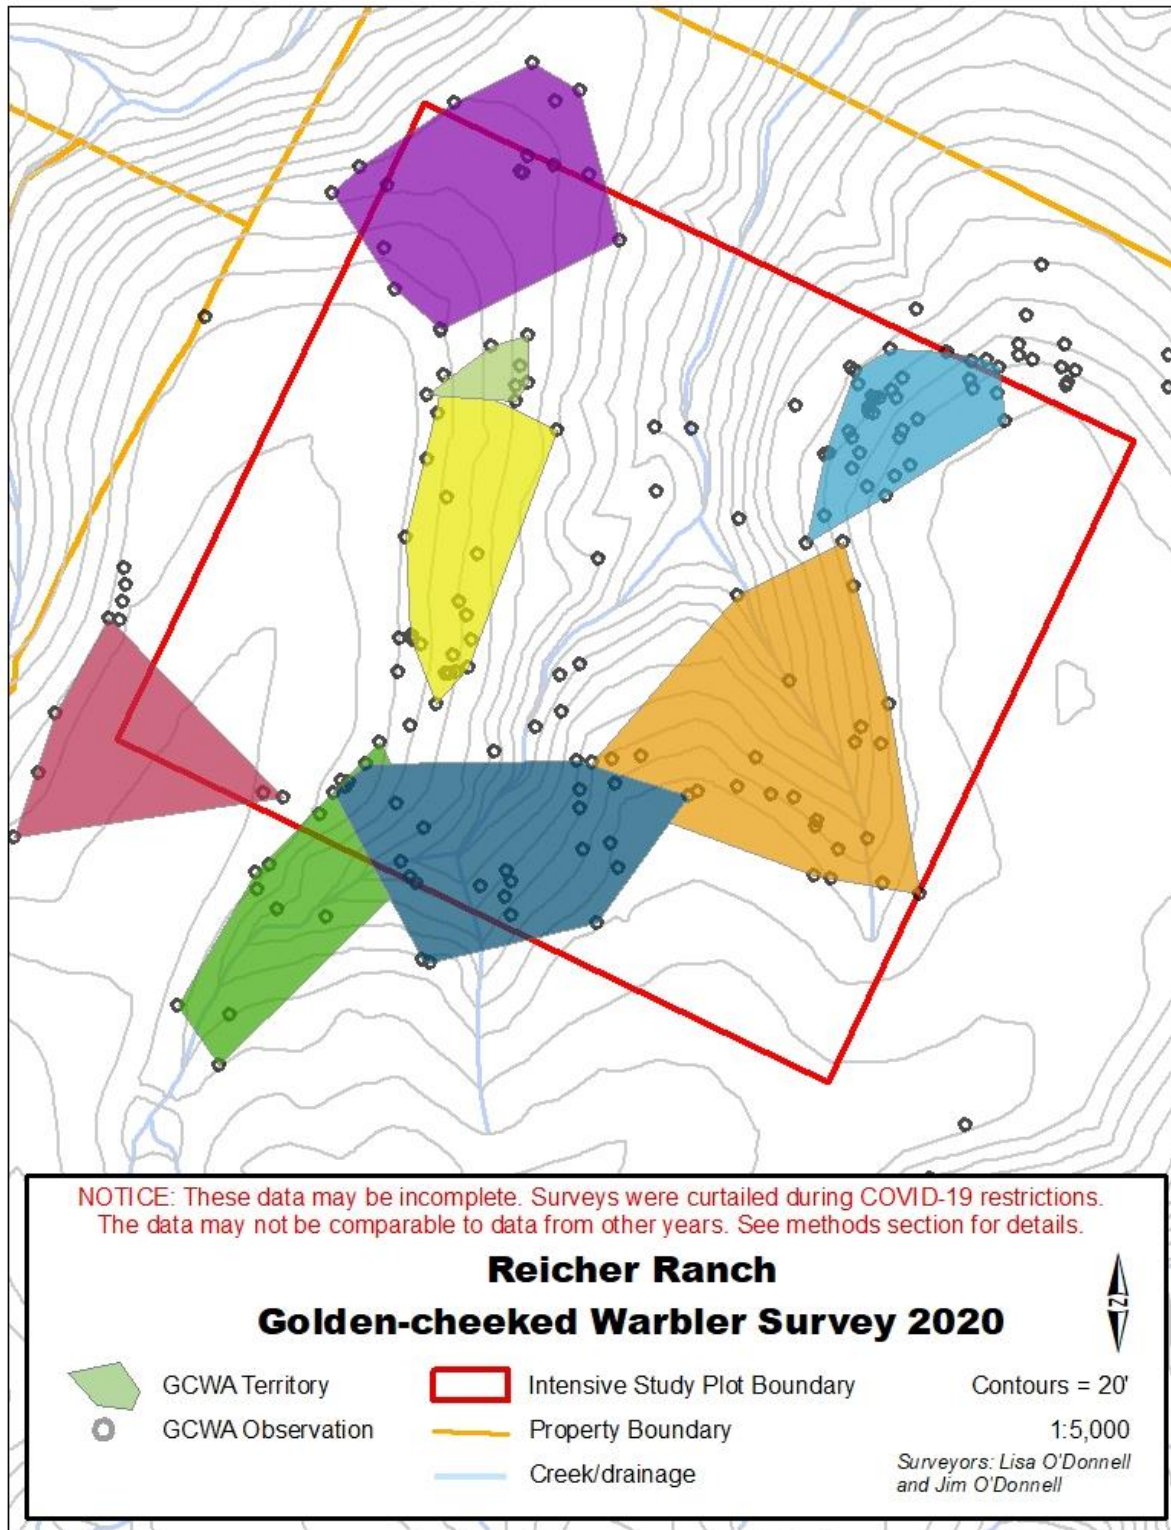 NOTICE: These data may be incomplete. Surveys were curtailed during COVID-19 restrictions.
The data may not be comparable to data from other years. See methods section for details.
Reicher Ranch
Golden-cheeked Warbler Survey 2020
N
GCWA Territory
Intensive Study Plot Boundary
Contours = 20'
GCWA Observation
Property Boundary
1:5,000
Creek/drainage
Surveyors: Lisa O'Donnell
and Jim O'Donnell